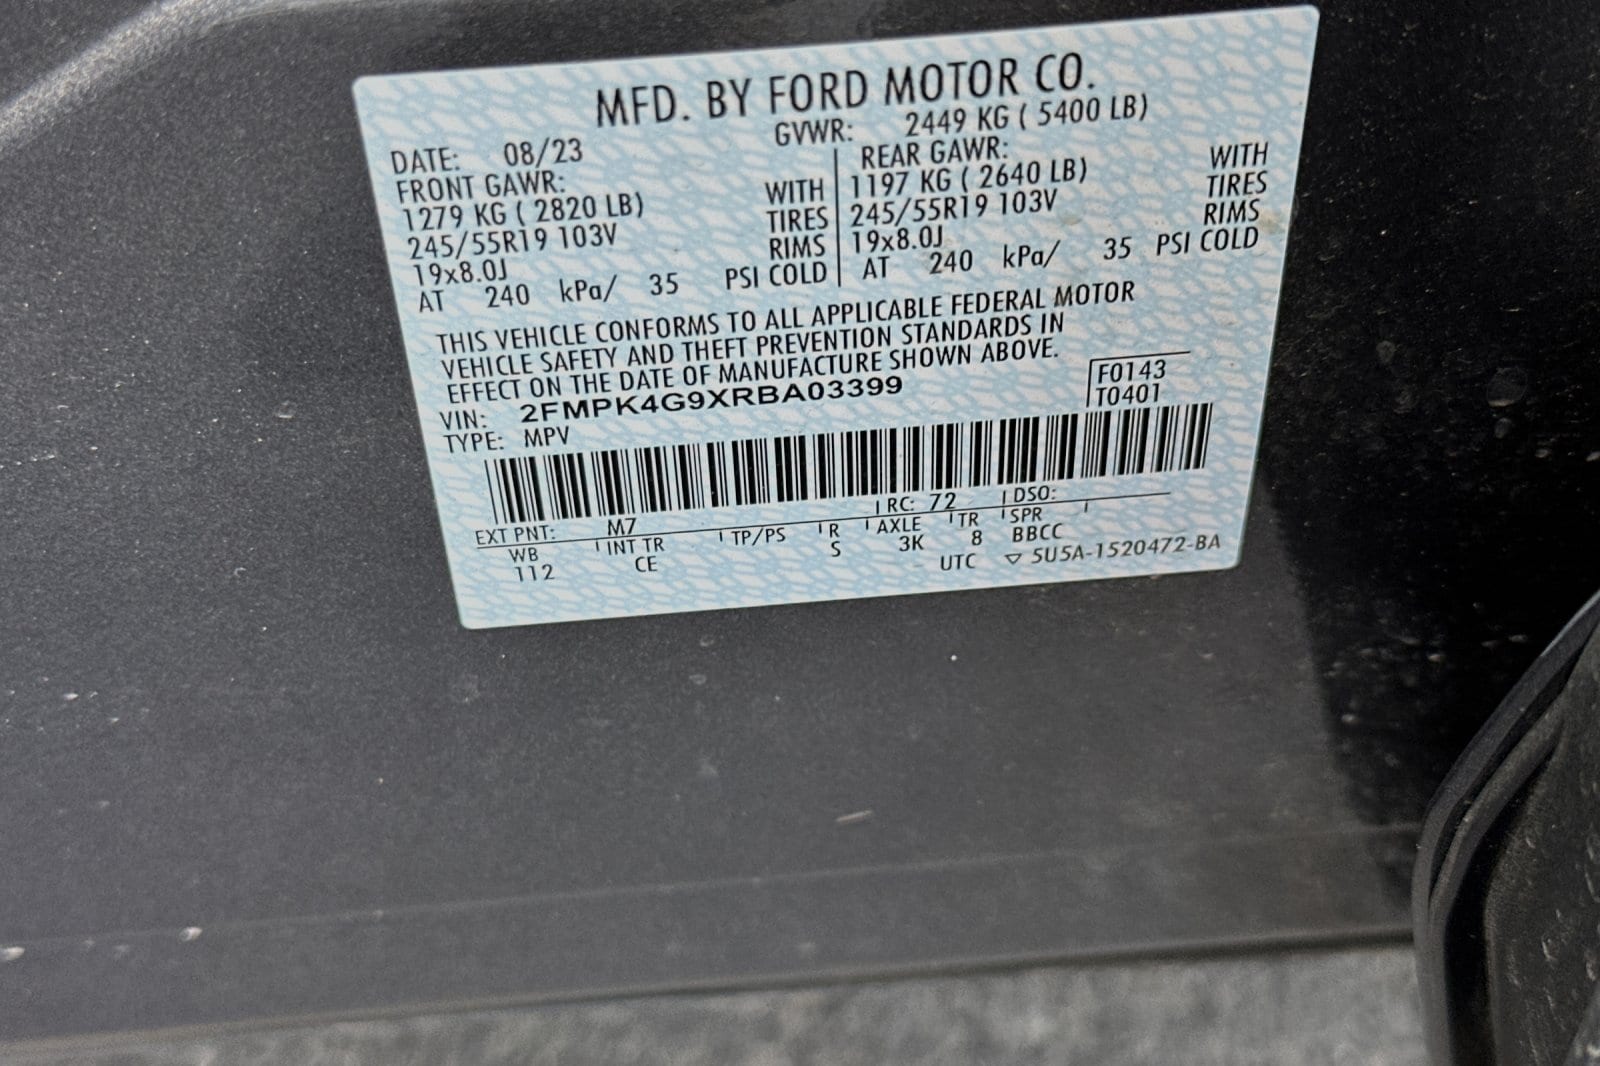 MFD. BY FORD MOTOR CO.
DATE: 08/23 GVWR: 2449 KG ( 5400 LB)
FRONT GAWR: REAR GAWR:
1279 KG ( 2820 LB) WITH 1197 KG ( 2640 LB) WITH
245/55R19 103V TIRES 245/55R19 103V TIRES
19x8.0J RIMS 19x8.0J RIMS
AT 240 kPa/ 35 PSI COLD AT 240 kPa/ 35 PSI COLD
THIS VEHICLE CONFORMS TO ALL APPLICABLE FEDERAL MOTOR
VEHICLE SAFETY AND THEFT PREVENTION STANDARDS IN
EFFECT ON THE DATE OF MANUFACTURE SHOWN ABOVE.
VIN: 2FMPK4G9XRBA03399 F0143
TYPE: MPV T0401
EXT PNT: M7 RC: 72 DSO:
WB INT TR TP/PS R AXLE TR SPR
112 CE S 3K 8 BBCC
UTC ▽ 5U5A-1520472-BA